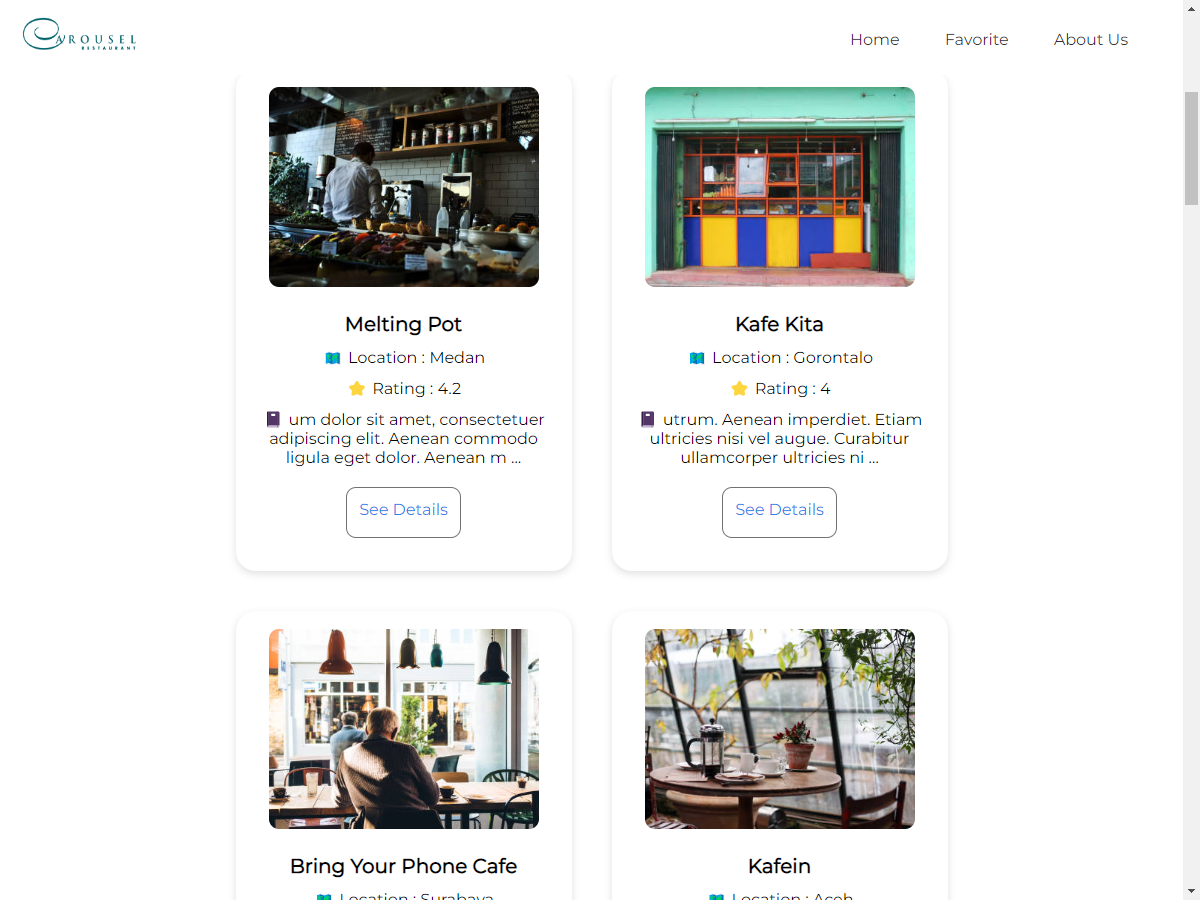 CAROUSEL
RESTAURANT
Home
Favorite
About Us
Melting Pot
Location : Medan
Rating : 4.2
um dolor sit amet, consectetuer
adipiscing elit. Aenean commodo
ligula eget dolor. Aenean m ...
See Details
Kafe Kita
Location : Gorontalo
Rating : 4
utrum. Aenean imperdiet. Etiam
ultricies nisi vel augue. Curabitur
ullamcorper ultricies ni ...
See Details
Bring Your Phone Cafe
Location : Surabaya
Kafein
Location : Aceh